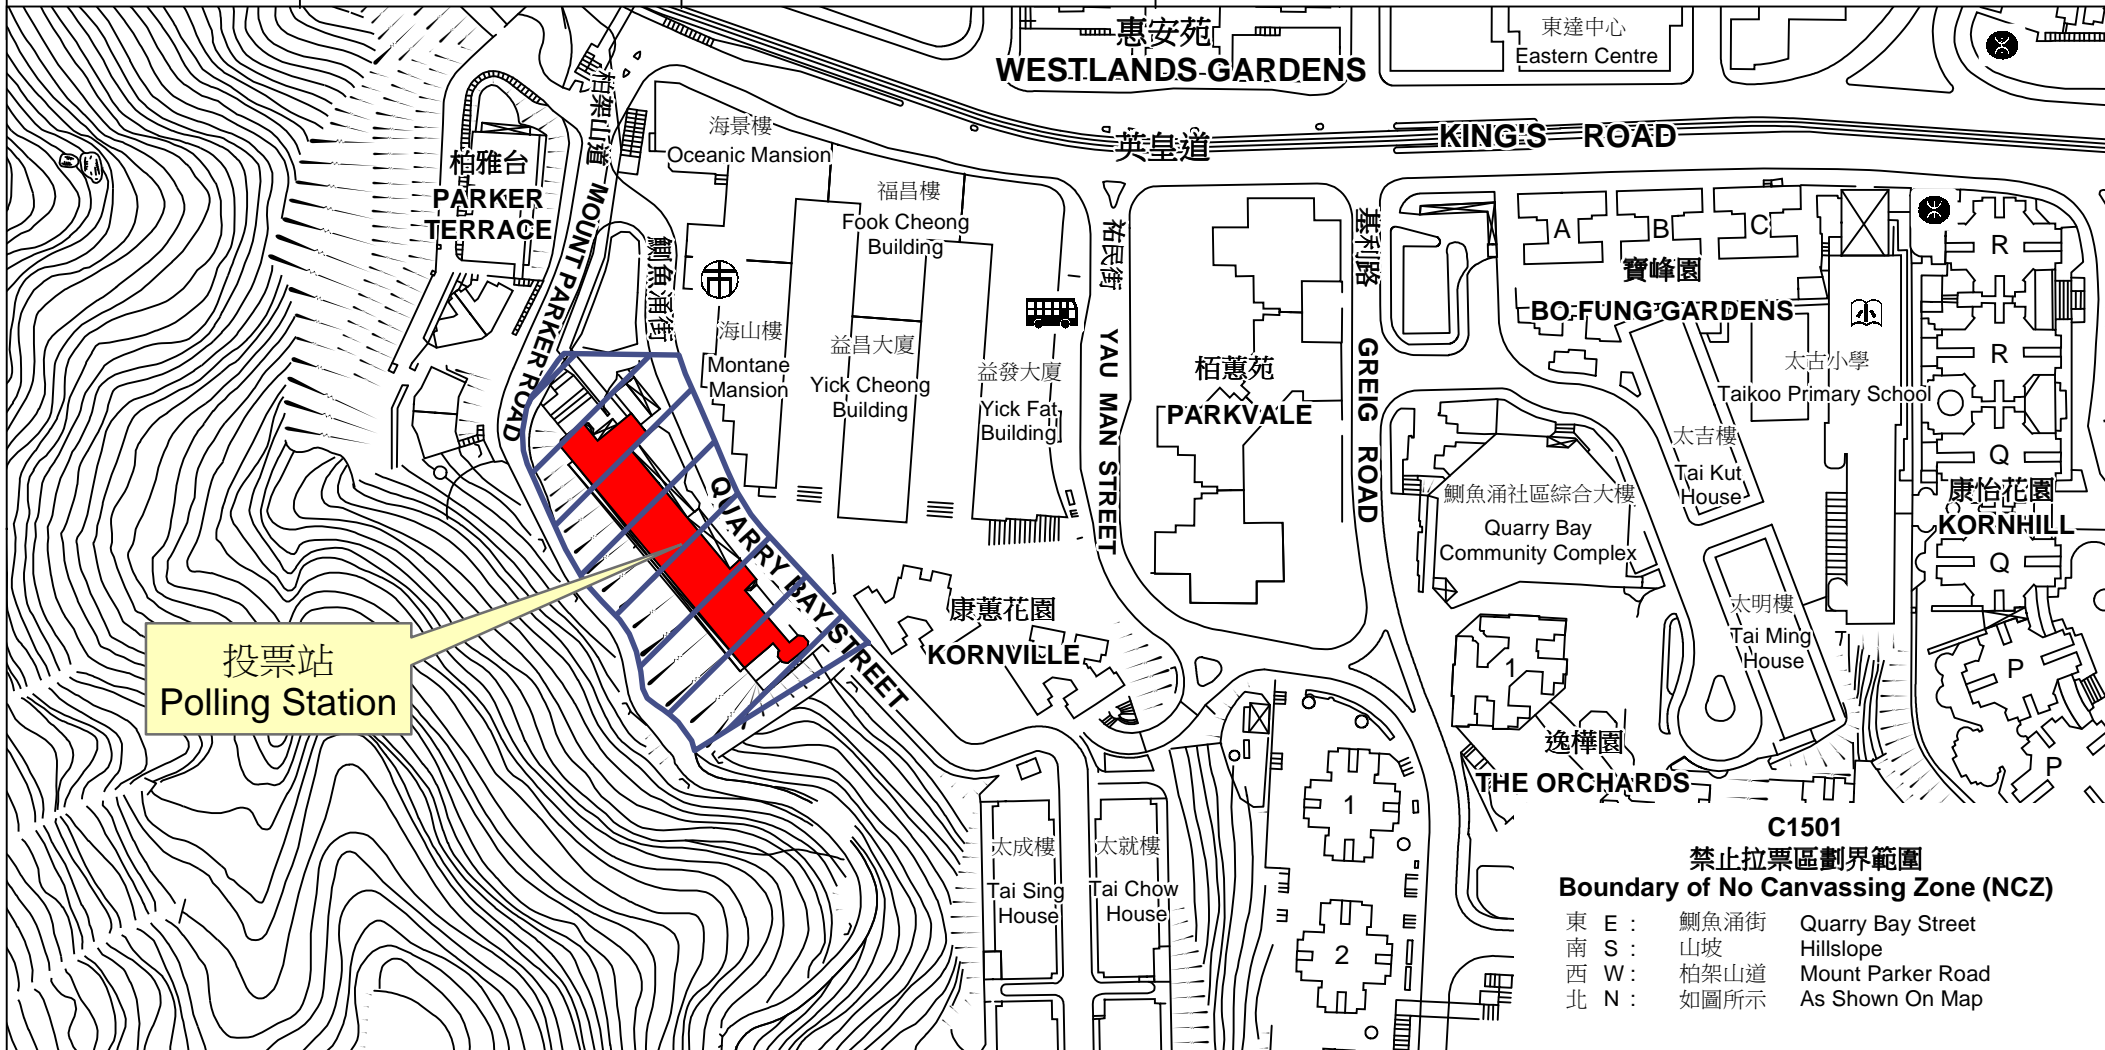 惠安苑
WESTLANDS GARDENS
東達中心
Eastern Centre
英皇道
KING'S ROAD
柏架山道
MOUNT PARKER ROAD
柏雅台
PARKER
TERRACE
海景樓
Oceanic Mansion
福昌樓
Fook Cheong
Building
鰂魚涌街
海山樓
Montane
Mansion
益昌大廈
Yick Cheong
Building
益發大廈
Yick Fat
Building
祐民街
YAU MAN STREET
栢蕙苑
PARKVALE
基利路
GREIG ROAD
A
B
C
寶峰園
BO FUNG GARDENS
太古小學
Taikoo Primary School
太吉樓
Tai Kut
House
鰂魚涌社區綜合大樓
Quarry Bay
Community Complex
太明樓
Tai Ming
House
R
R
Q
康怡花園
KORNHILL
Q
P
P
QUARRY BAY STREET
康蕙花園
KORNVILLE
投票站
Polling Station
1
逸樺園
THE ORCHARDS
1
2
太成樓
Tai Sing
House
太就樓
Tai Chow
House
C1501
禁止拉票區劃界範圍
Boundary of No Canvassing Zone (NCZ)
東 E : 鰂魚涌街 Quarry Bay Street
南 S : 山坡 Hillslope
西 W : 柏架山道 Mount Parker Road
北 N : 如圖所示 As Shown On Map